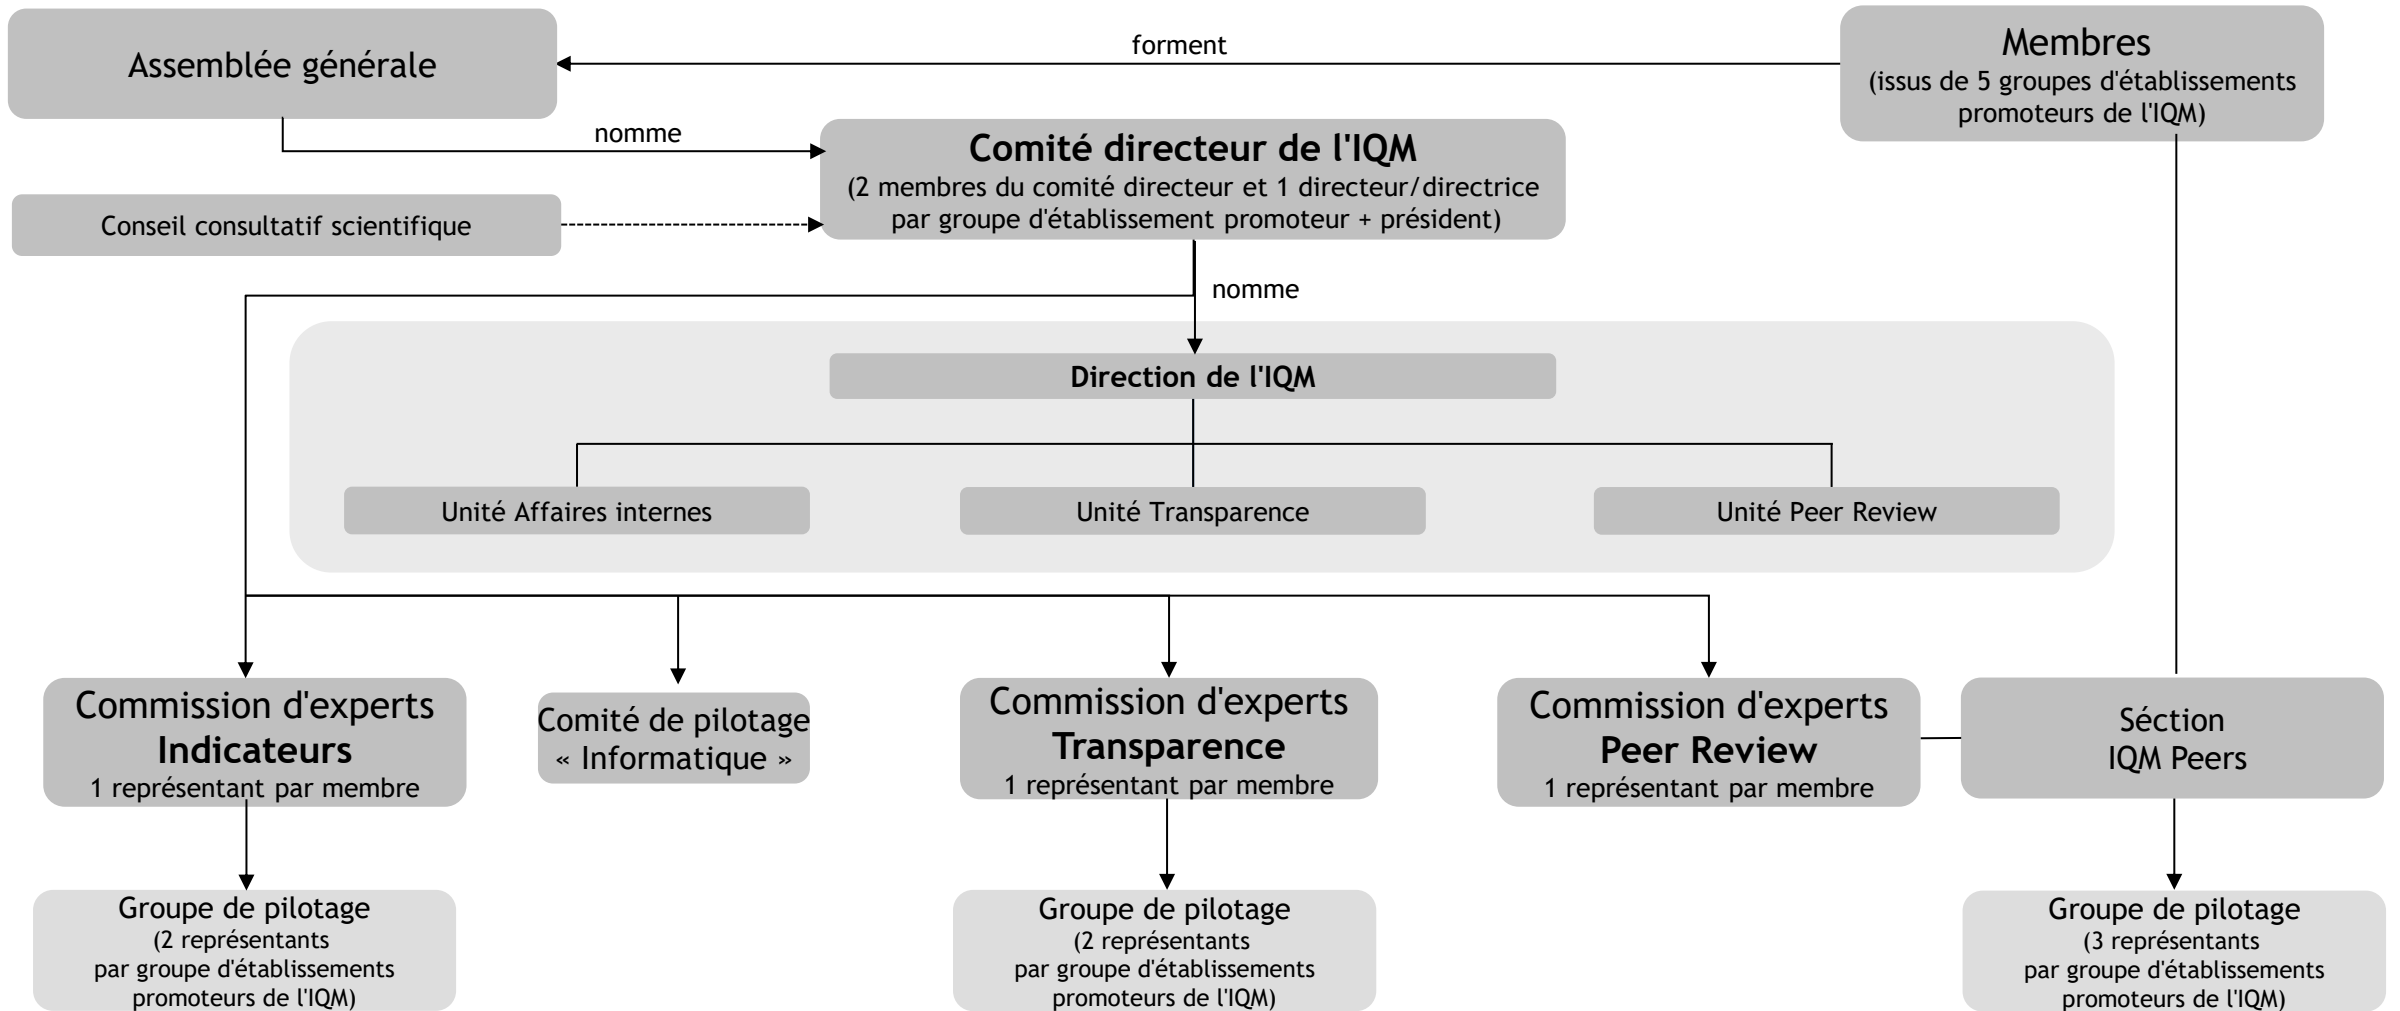 Assemblée générale
forment
Membres
(issus de 5 groupes d'établissements
promoteurs de l'IQM)
nomme
Comité directeur de l'IQM
(2 membres du comité directeur et 1 directeur/directrice
par groupe d'établissement promoteur + président)
Conseil consultatif scientifique
nomme
Direction de l'IQM
Unité Affaires internes
Unité Transparence
Unité Peer Review
Commission d'experts
Indicateurs
1 représentant par membre
Comité de pilotage
« Informatique »
Commission d'experts
Transparence
1 représentant par membre
Commission d'experts
Peer Review
1 représentant par membre
Séction
IQM Peers
Groupe de pilotage
(2 représentants
par groupe d'établissements
promoteurs de l'IQM)
Groupe de pilotage
(2 représentants
par groupe d'établissements
promoteurs de l'IQM)
Groupe de pilotage
(3 représentants
par groupe d'établissements
promoteurs de l'IQM)